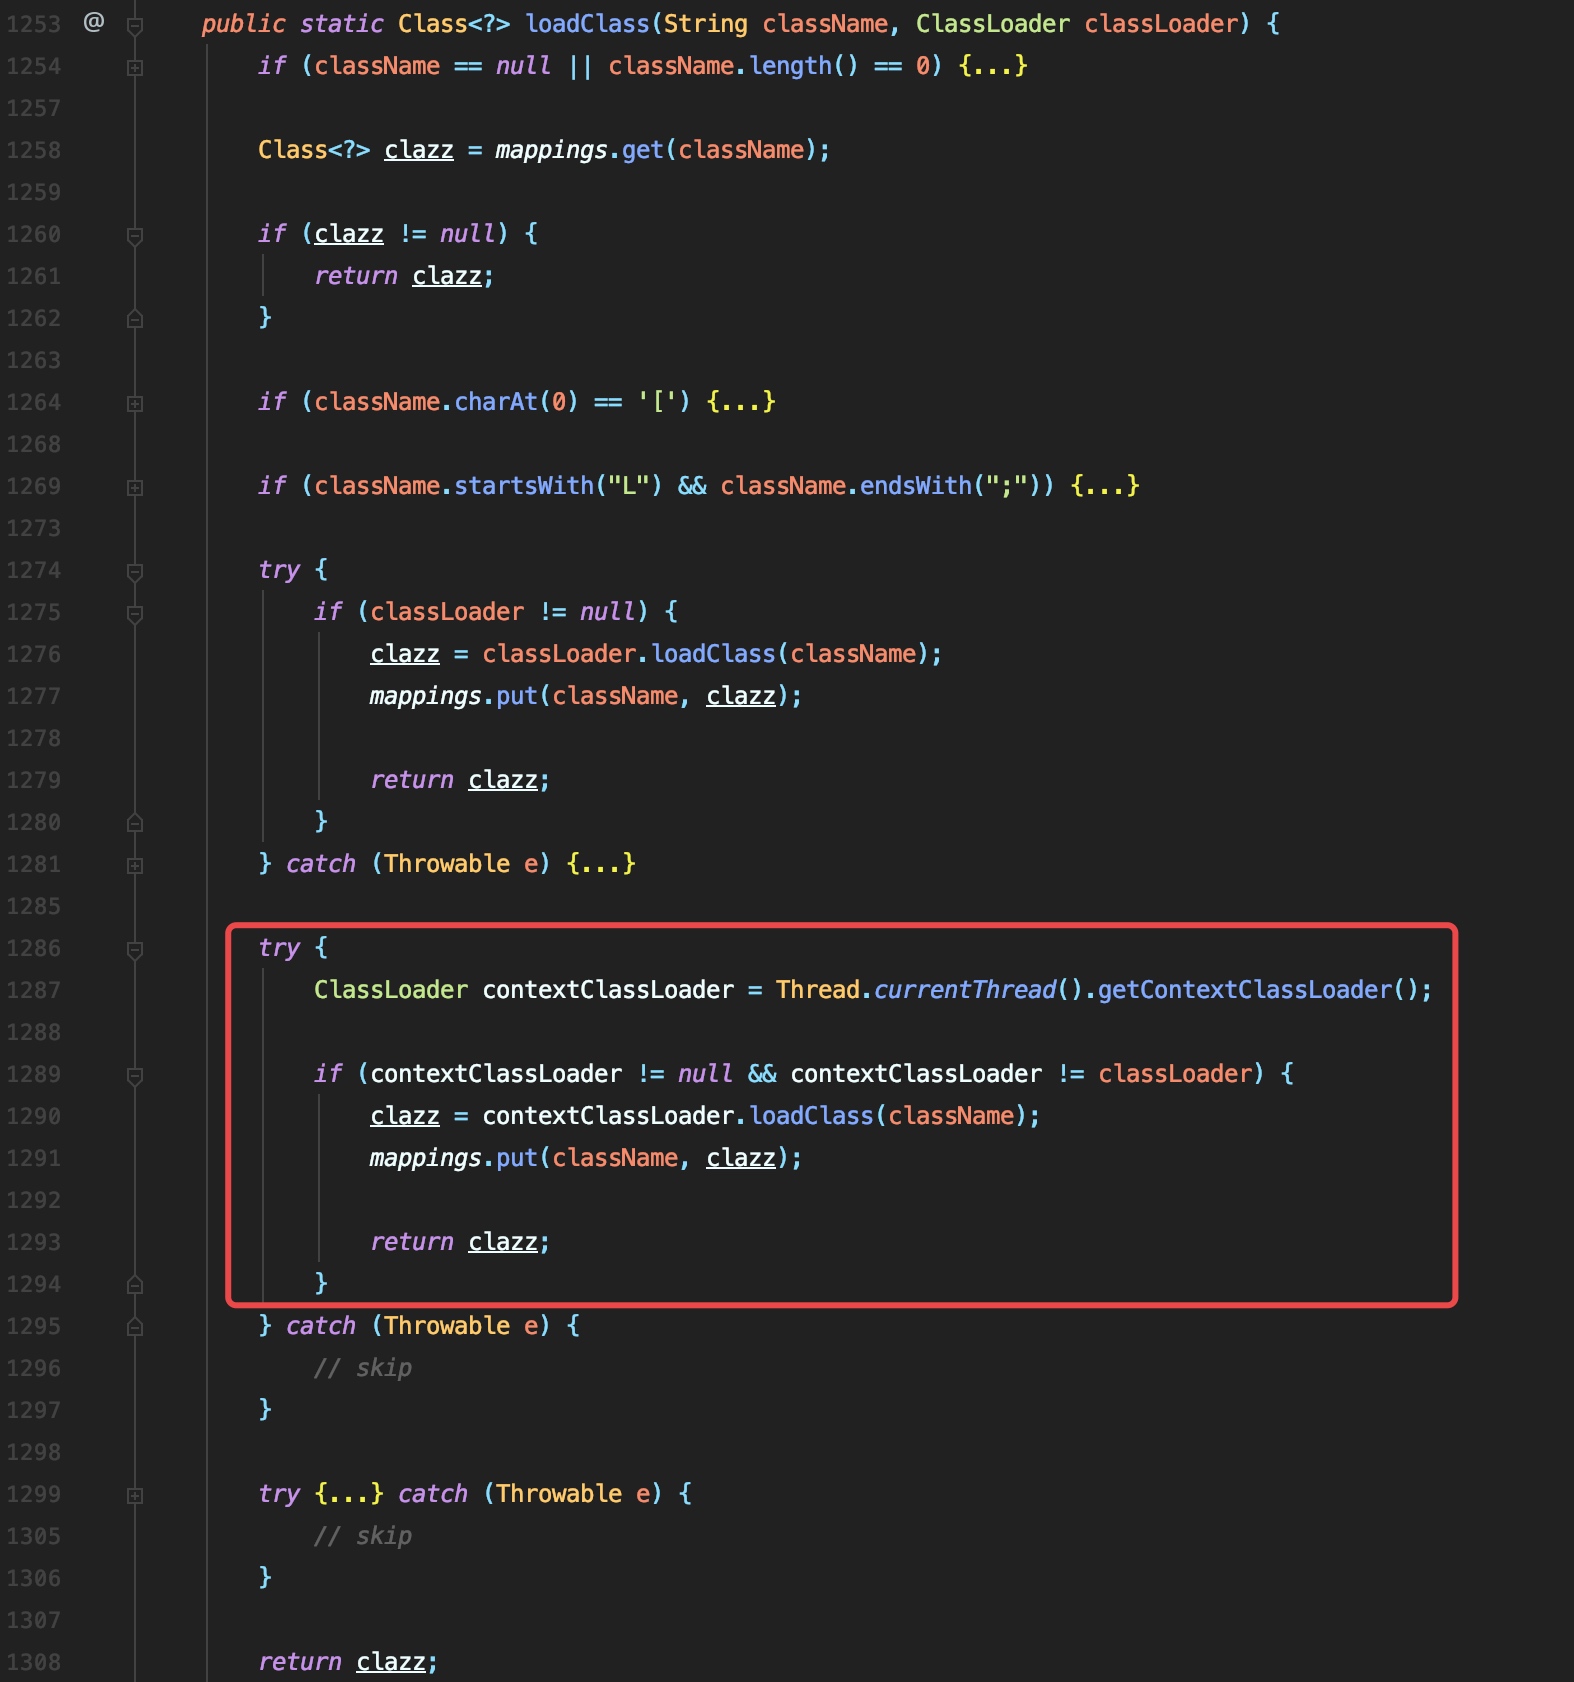 1253 @ public static Class<?> loadClass(String className, ClassLoader classLoader) {
1254 if (className == null || className.length() == 0) {...}
1257
1258 Class<?> clazz = mappings.get(className);
1259
1260 if (clazz != null) {
1261 return clazz;
1262 }
1263
1264 if (className.charAt(0) == '[') {...}
1268
1269 if (className.startsWith("L") && className.endsWith(";")) {...}
1273
1274 try {
1275 if (classLoader != null) {
1276 clazz = classLoader.loadClass(className);
1277 mappings.put(className, clazz);
1278
1279 return clazz;
1280 }
1281 } catch (Throwable e) {...}
1285
1286 try {
1287 ClassLoader contextClassLoader = Thread.currentThread().getContextClassLoader();
1288
1289 if (contextClassLoader != null && contextClassLoader != classLoader) {
1290 clazz = contextClassLoader.loadClass(className);
1291 mappings.put(className, clazz);
1292
1293 return clazz;
1294 }
1295 } catch (Throwable e) {
1296 // skip
1297 }
1298
1299 try {...} catch (Throwable e) {
1305 // skip
1306 }
1307
1308 return clazz;